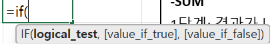 =if(
-SUM
IF(logical_test, [value_if_true], [value_if_false])